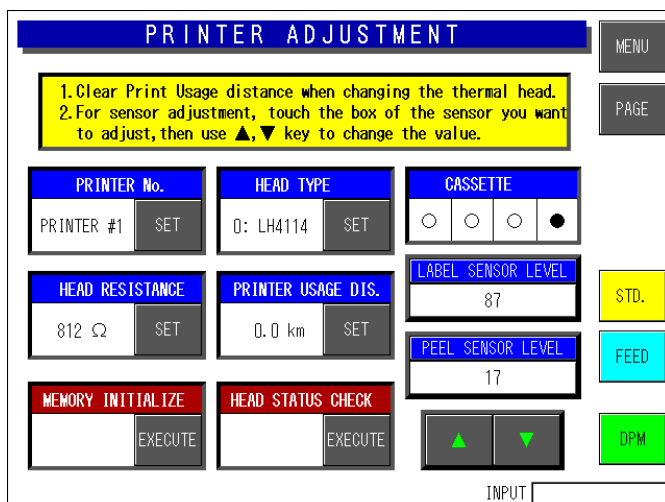 PRINTER ADJUSTMENT
MENU
1.Clear Print Usage distance when changing the thermal head.
2.For sensor adjustment, touch the box of the sensor you want
to adjust,then use ▲,▼ key to change the value.
PAGE
PRINTER No.
PRINTER #1
SET
HEAD TYPE
0: LH4114
SET
CASSETTE
HEAD RESISTANCE
812 Ω
SET
PRINTER USAGE DIS.
0.0 km
SET
LABEL SENSOR LEVEL
87
STD.
PEEL SENSOR LEVEL
17
FEED
MEMORY INITIALIZE
EXECUTE
HEAD STATUS CHECK
EXECUTE
▲
▼
DPM
INPUT